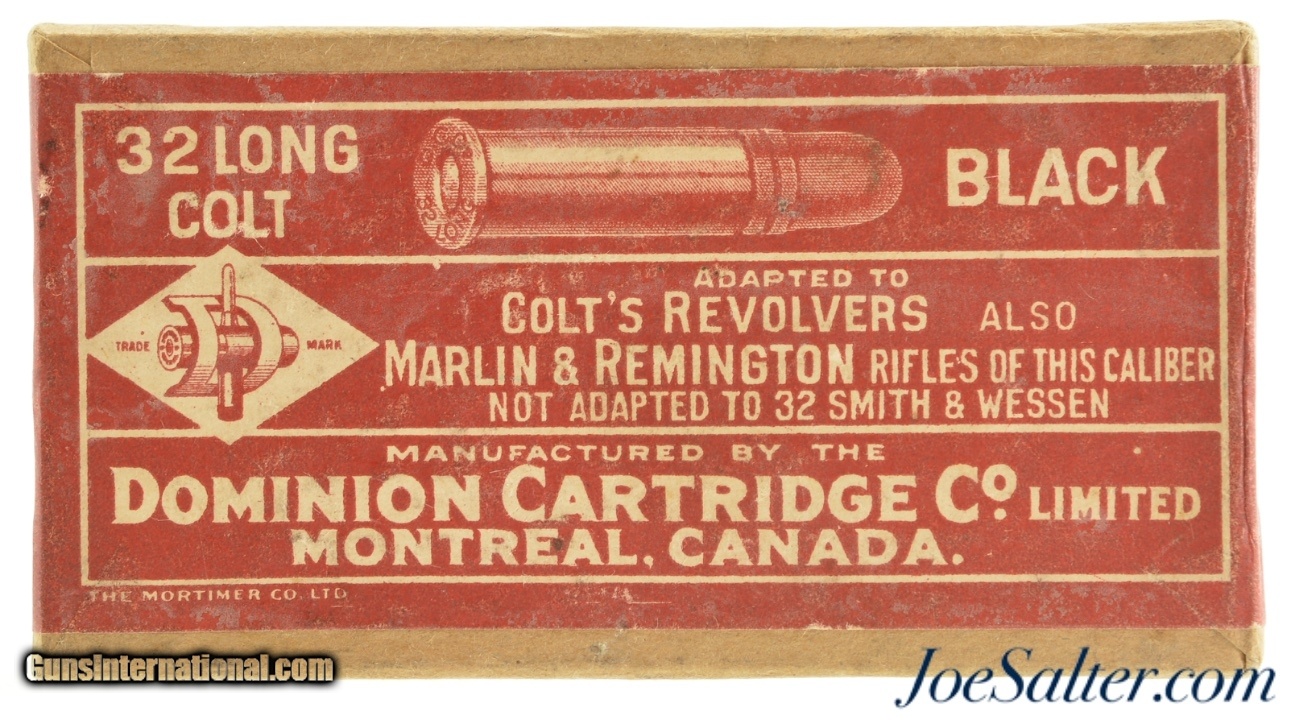 32 LONG
COLT
BLACK
ADAPTED TO
COLT'S REVOLVERS ALSO
TRADE MARK
MARLIN & REMINGTON RIFLE'S OF THIS CALIBER
NOT ADAPTED TO 32 SMITH & WESSEN
MANUFACTURED BY THE
DOMINION CARTRIDGE Co. LIMITED
MONTREAL, CANADA.
THE MORTIMER CO. LTD
GunsInternational.com
JoeSalter.com